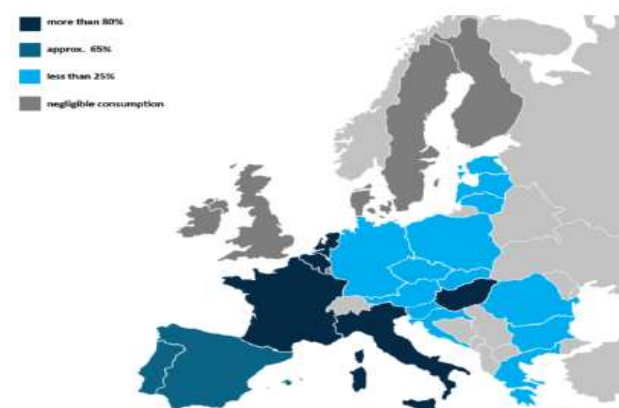 more than 80%
approx. 65%
less than 25%
negligible consumption